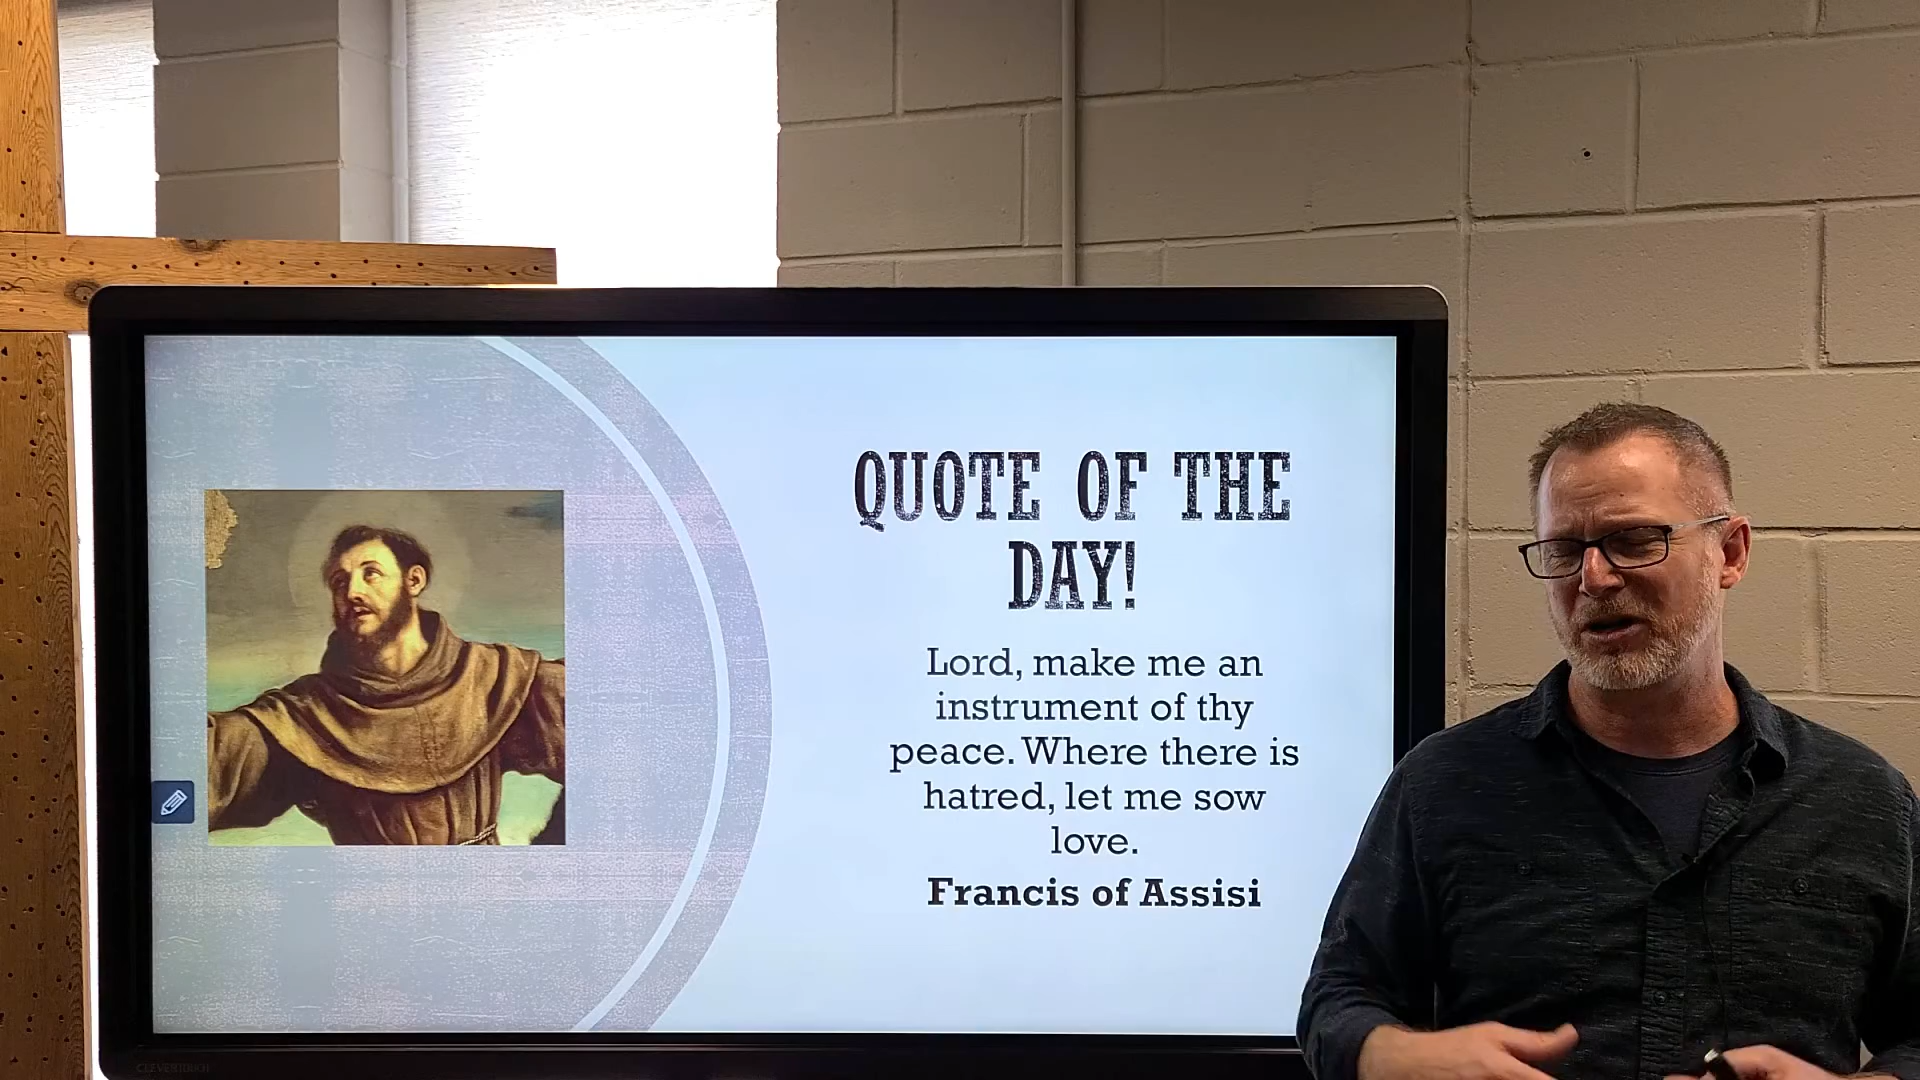 QUOTE OF THE
DAY!
Lord, make me an
instrument of thy
peace. Where there is
hatred, let me sow
love.
Francis of Assisi
CLEVERTOUCH